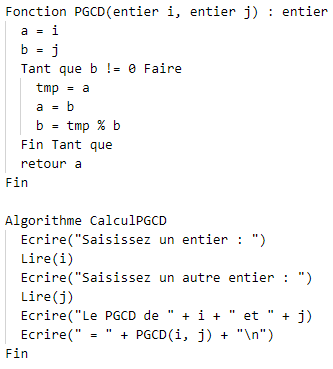 Fonction PGCD(entier i, entier j) : entier
  a = i
  b = j
  Tant que b != 0 Faire
    tmp = a
    a = b
    b = tmp % b
  Fin Tant que
  retour a
Fin

Algorithme CalculPGCD
  Ecrire("Saisissez un entier : ")
  Lire(i)
  Ecrire("Saisissez un autre entier : ")
  Lire(j)
  Ecrire("Le PGCD de " + i + " et " + j)
  Ecrire(" = " + PGCD(i, j) + "\n")
Fin